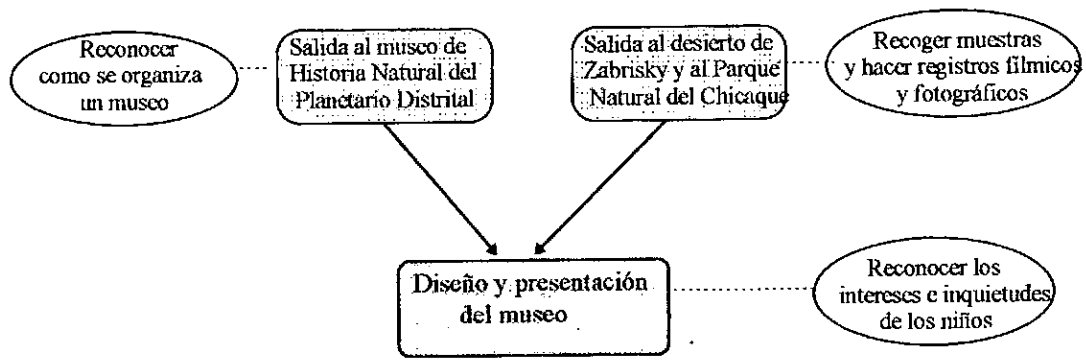 Reconocer
como se organiza
un museo
Salida al museo de
Historia Natural del
Planetario Distrital
Salida al desierto de
Zabrisky y al Parque
Natural del Chicaque
Recoger muestras
y hacer registros fílmicos
y fotográficos
Diseño y presentación
del museo
Reconocer los
intereses e inquietudes
de los niños